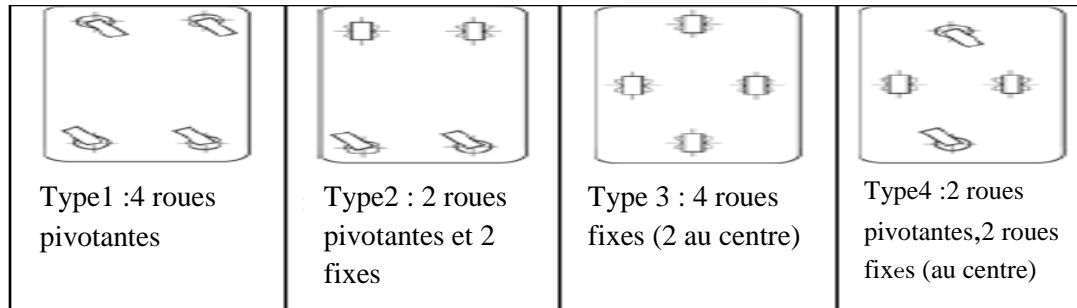 Type1 :4 roues
pivotantes
Type2 : 2 roues
pivotantes et 2
fixes
Type 3 : 4 roues
fixes (2 au centre)
Type4 :2 roues
pivotantes,2 roues
fixes (au centre)